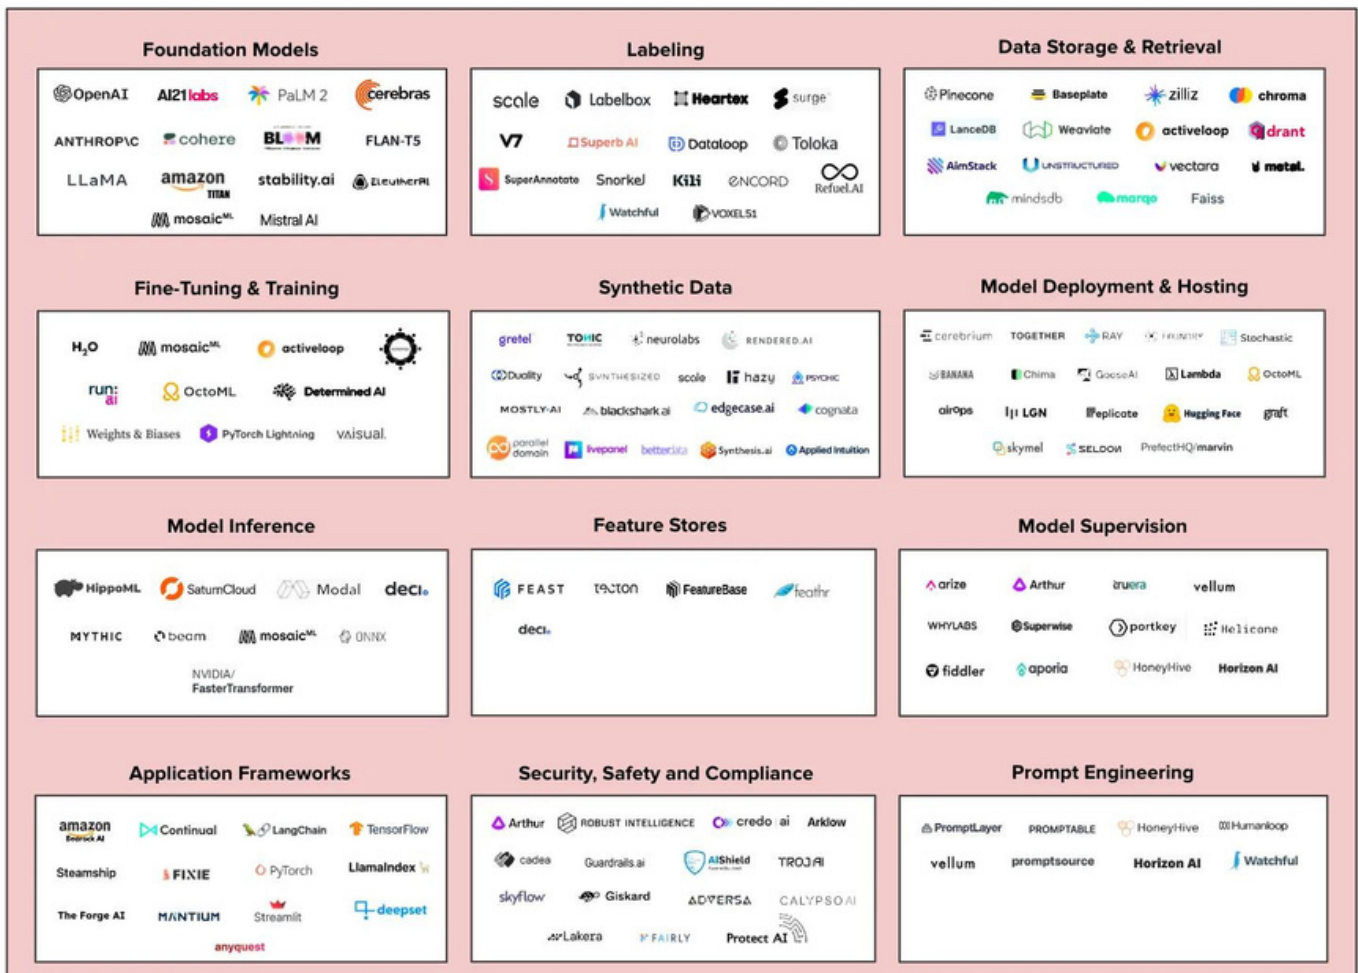 Foundation Models
OpenAI AI21labs PaLM 2 cerebras
ANTHROP\C cohere BLOOM FLAN-T5
LLaMA amazon TITAN stability.ai EleutherAI
mosaicML Mistral AI
Labeling
scale Labelbox Heartex surge
V7 Superb AI Dataloop Toloka
SuperAnnotate Snorkel Kili ENCORD Refuel.AI
Watchful VOXEL51
Data Storage & Retrieval
Pinecone Baseplate zilliz chroma
LanceDB Weaviate activeloop qdrant
AimStack UNSTRUCTURED vectara metal.
mindsdb marqo Faiss
Fine-Tuning & Training
H2O mosaicML activeloop
run: ai OctoML Determined AI
Weights & Biases PyTorch Lightning vaisual.
Synthetic Data
gretel TONIC neurolabs RENDERED.AI
Duality SYNTHESIZED scale hazy PSYCHIC
MOSTLY·AI blackshark.ai edgecase.ai cognata
parallel domain livepanel betterdata Synthesis.ai Applied Intuition
Model Deployment & Hosting
cerebrium TOGETHER RAY FOUNDRY Stochastic
BANANA Chima GooseAI Lambda OctoML
airops LGN Replicate Hugging Face graft
skymel SELDON PrefectHQ/marvin
Model Inference
HippoML SaturnCloud Modal deci.
MYTHIC beam mosaicML ONNX
NVIDIA/
FasterTransformer
Feature Stores
FEAST tecton FeatureBase feathr
deci.
Model Supervision
arize Arthur truera vellum
WHYLABS Superwise portkey Helicone
fiddler aporia HoneyHive Horizon AI
Application Frameworks
amazon Bedrock AI Continual LangChain TensorFlow
Steamship FIXIE PyTorch LlamaIndex
The Forge AI MANTIUM Streamlit deepset
anyquest
Security, Safety and Compliance
Arthur ROBUST INTELLIGENCE credo ai Arklow
cadea Guardrails.ai AIShield TROJ.AI
skyflow Giskard ADVERSA CALYPSO AI
Lakera FAIRLY Protect AI
Prompt Engineering
PromptLayer PROMPTABLE HoneyHive Humanloop
vellum promptsource Horizon AI Watchful